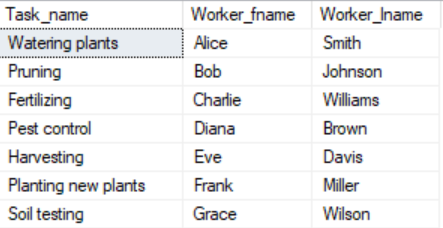 Task_name Worker_fname Worker_lname
Watering plants Alice Smith
Pruning Bob Johnson
Fertilizing Charlie Williams
Pest control Diana Brown
Harvesting Eve Davis
Planting new plants Frank Miller
Soil testing Grace Wilson